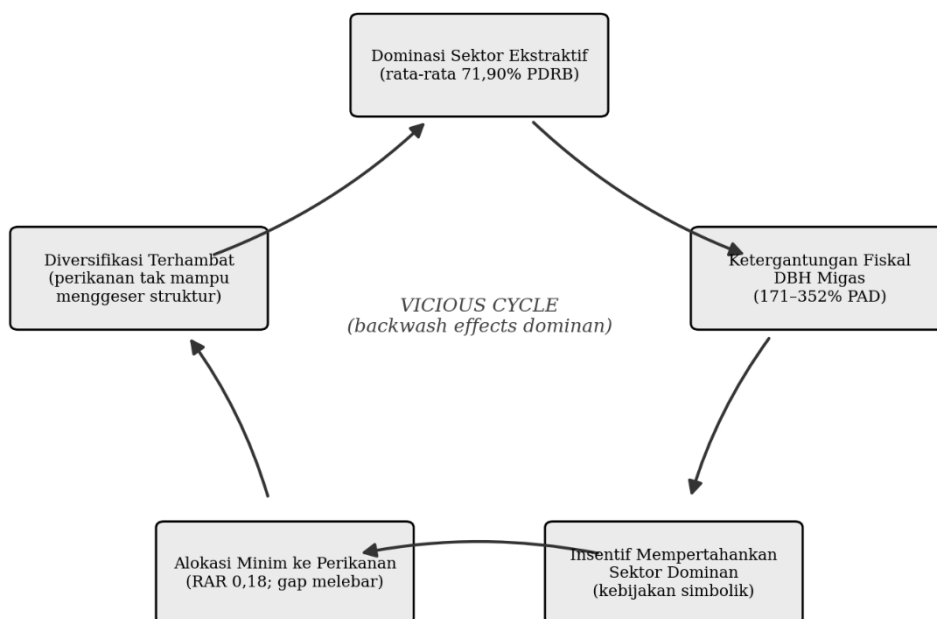 Dominasi Sektor Ekstraktif
(rata-rata 71,90% PDRB)
Ketergantungan Fiskal
DBH Migas
(171–352% PAD)
Insentif Mempertahankan
Sektor Dominan
(kebijakan simbolik)
Alokasi Minim ke Perikanan
(RAR 0,18; gap melebar)
Diversifikasi Terhambat
(perikanan tak mampu
menggeser struktur)
VICIOUS CYCLE
(backwash effects dominan)